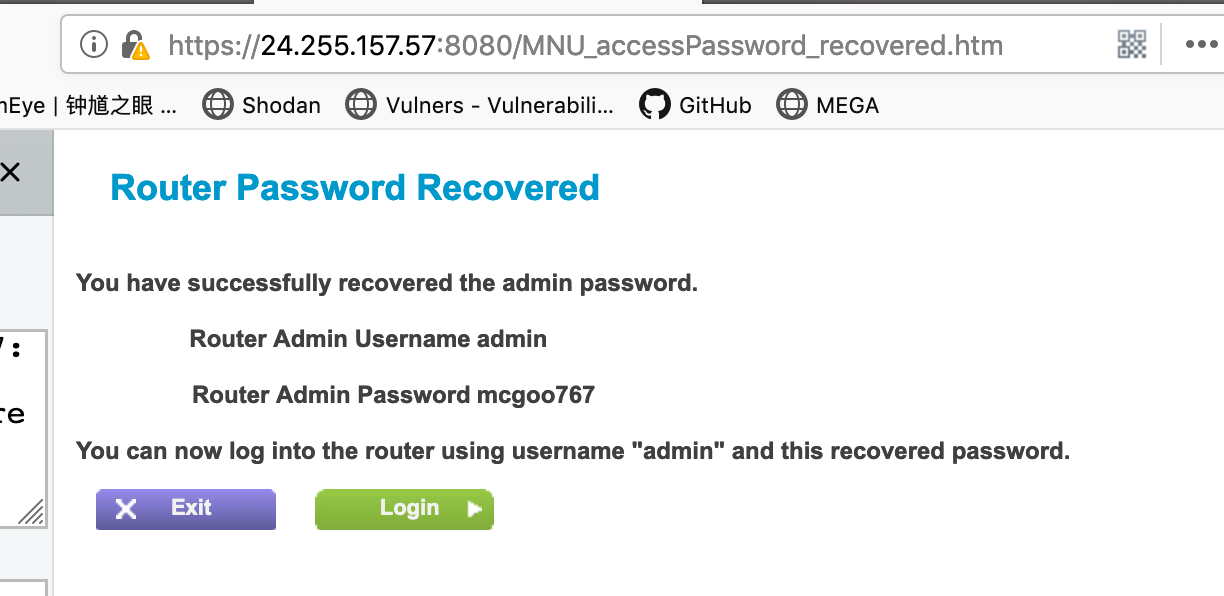 https://24.255.157.57:8080/MNU_accessPassword_recovered.htm
Eye | 钟馗之眼 ... Shodan Vulners - Vulnerabili... GitHub MEGA
Router Password Recovered
You have successfully recovered the admin password.
Router Admin Username admin
Router Admin Password mcgoo767
You can now log into the router using username "admin" and this recovered password.
Exit Login